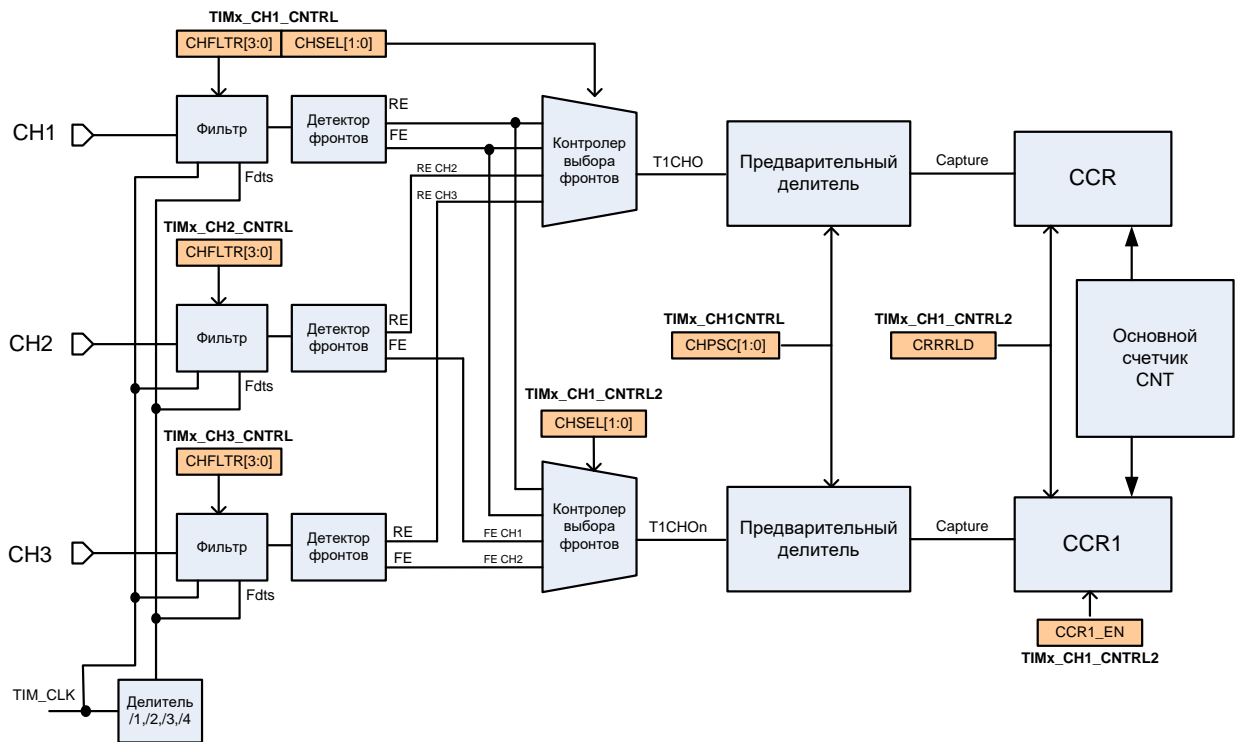 TIMx_CH1_CNTRL
CHFLTR[3:0]
CHSEL[1:0]
CH1
Фильтр
Детектор
фронтов
RE
FE
Fdts
RE CH2
RE CH3
Контролер
выбора
фронтов
T1CHO
Предварительный
делитель
Capture
CCR
TIMx_CH2_CNTRL
CHFLTR[3:0]
CH2
Фильтр
Детектор
фронтов
RE
FE
Fdts
TIMx_CH1CNTRL
CHPSC[1:0]
TIMx_CH1_CNTRL2
CRRRLD
Основной
счетчик
CNT
TIMx_CH1_CNTRL2
CHSEL[1:0]
TIMx_CH3_CNTRL
CHFLTR[3:0]
CH3
Фильтр
Детектор
фронтов
RE
FE
Fdts
FE CH1
FE CH2
Контролер
выбора
фронтов
T1CHOn
Предварительный
делитель
Capture
CCR1
CCR1_EN
TIMx_CH1_CNTRL2
TIM_CLK
Делитель
/1,/2,/3,/4